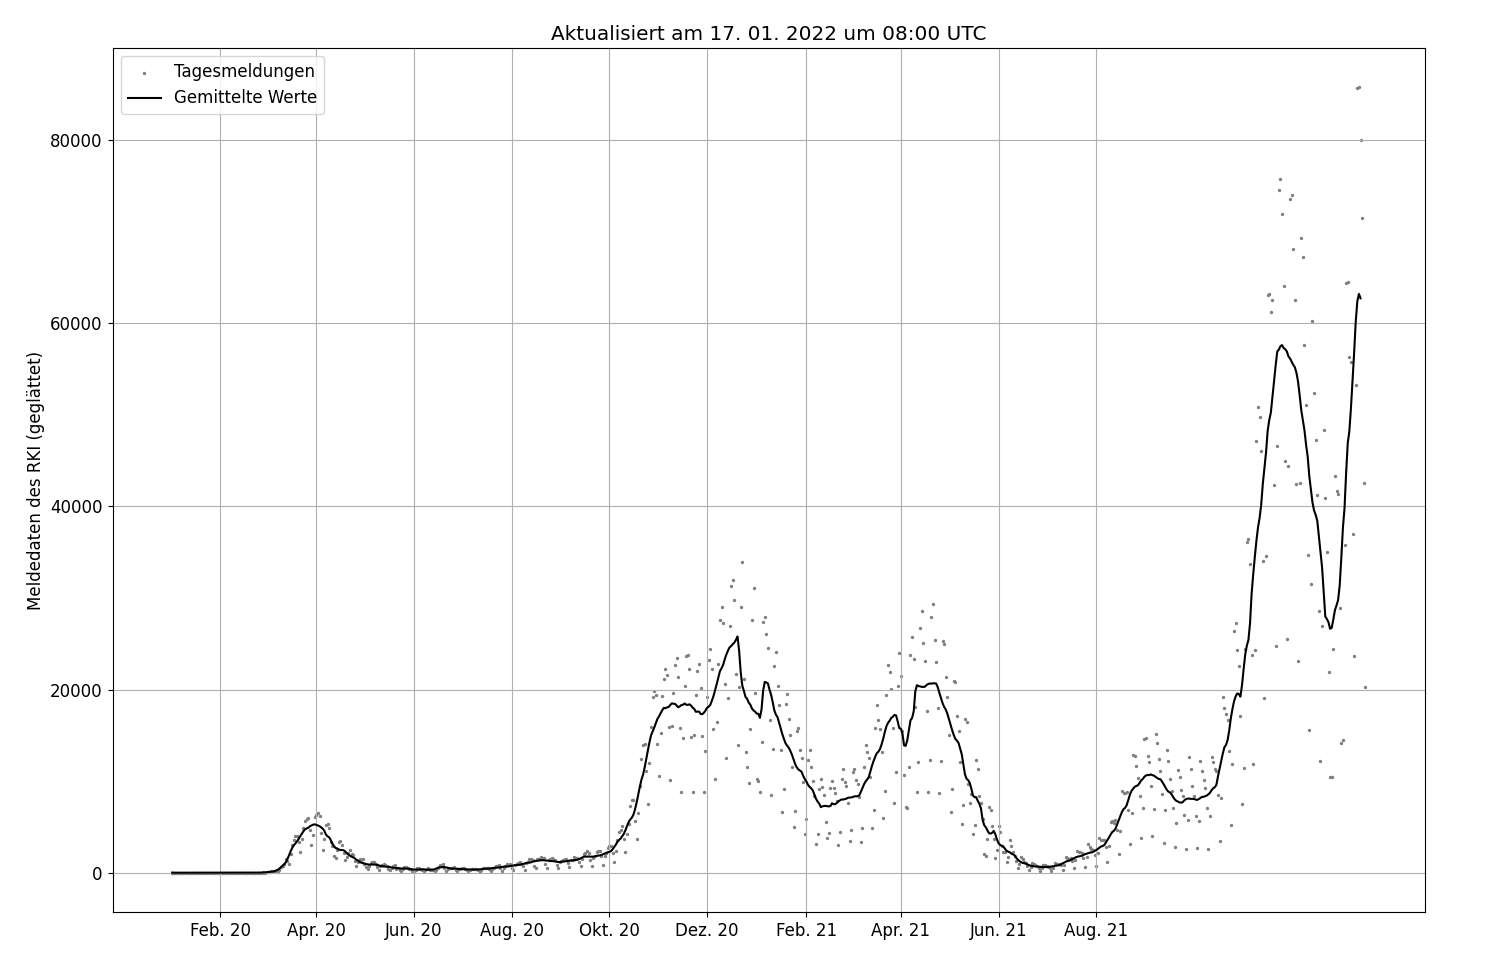 Aktualisiert am 17. 01. 2022 um 08:00 UTC
Tagesmeldungen
Gemittelte Werte
Meldedaten des RKI (geglättet)
80000
60000
40000
20000
0
Feb. 20 Apr. 20 Jun. 20 Aug. 20 Okt. 20 Dez. 20 Feb. 21 Apr. 21 Jun. 21 Aug. 21